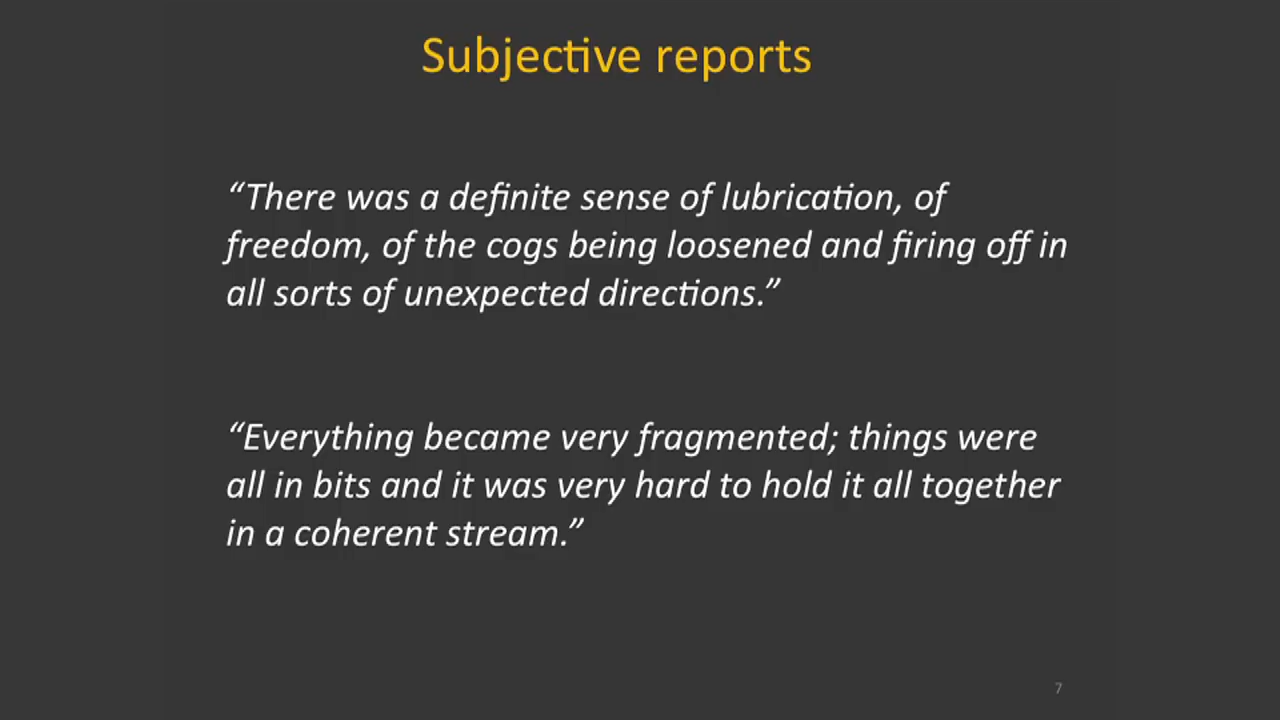 Subjective reports
“There was a definite sense of lubrication, of
freedom, of the cogs being loosened and firing off in
all sorts of unexpected directions.”
“Everything became very fragmented; things were
all in bits and it was very hard to hold it all together
in a coherent stream.”
7